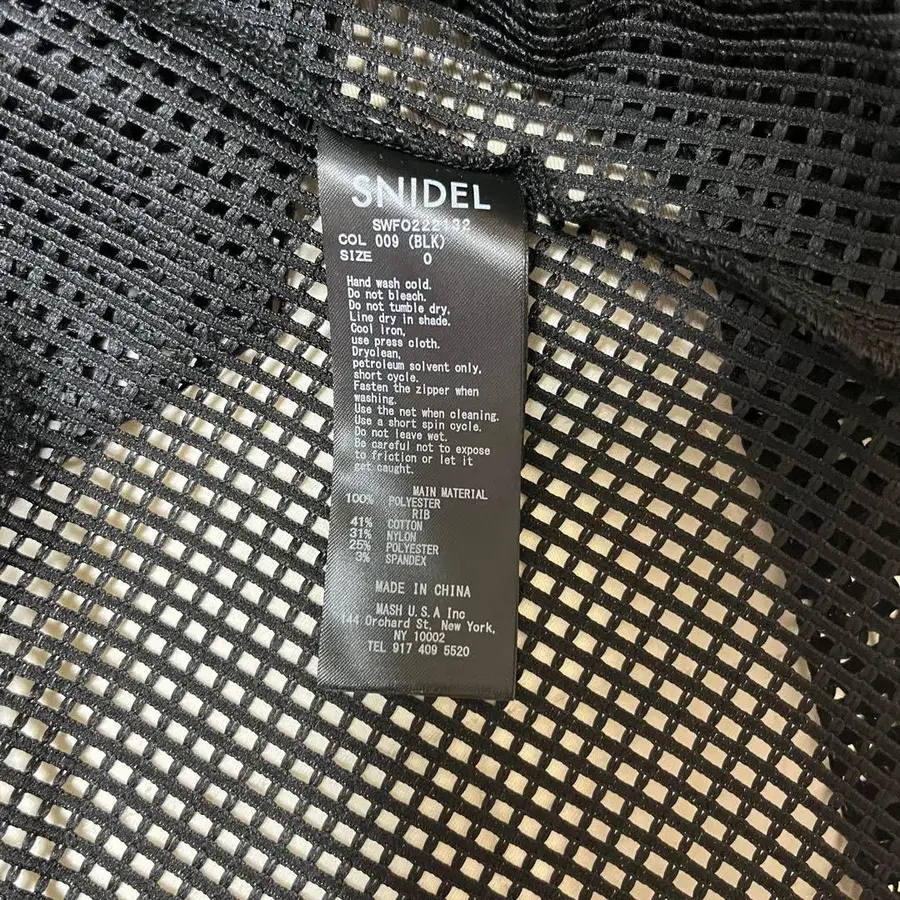 SNIDEL
SWFO222132
COL 009 (BLK)
SIZE 0
Hand wash cold.
Do not bleach.
Do not tumble dry,
Line dry in shade.
Cool iron,
use press cloth.
Dryclean,
petroleum solvent only,
short cycle.
Fasten the zipper when
washing.
Use the net when cleaning.
Use a short spin cycle.
Do not leave wet.
Be careful not to expose
to friction or let it
get caught.
MAIN MATERIAL
100% POLYESTER
RIB
41% COTTON
31% NYLON
25% POLYESTER
3% SPANDEX
MADE IN CHINA
MASH U.S.A Inc
144 Orchard St, New York,
NY 10002
TEL 917 409 5520